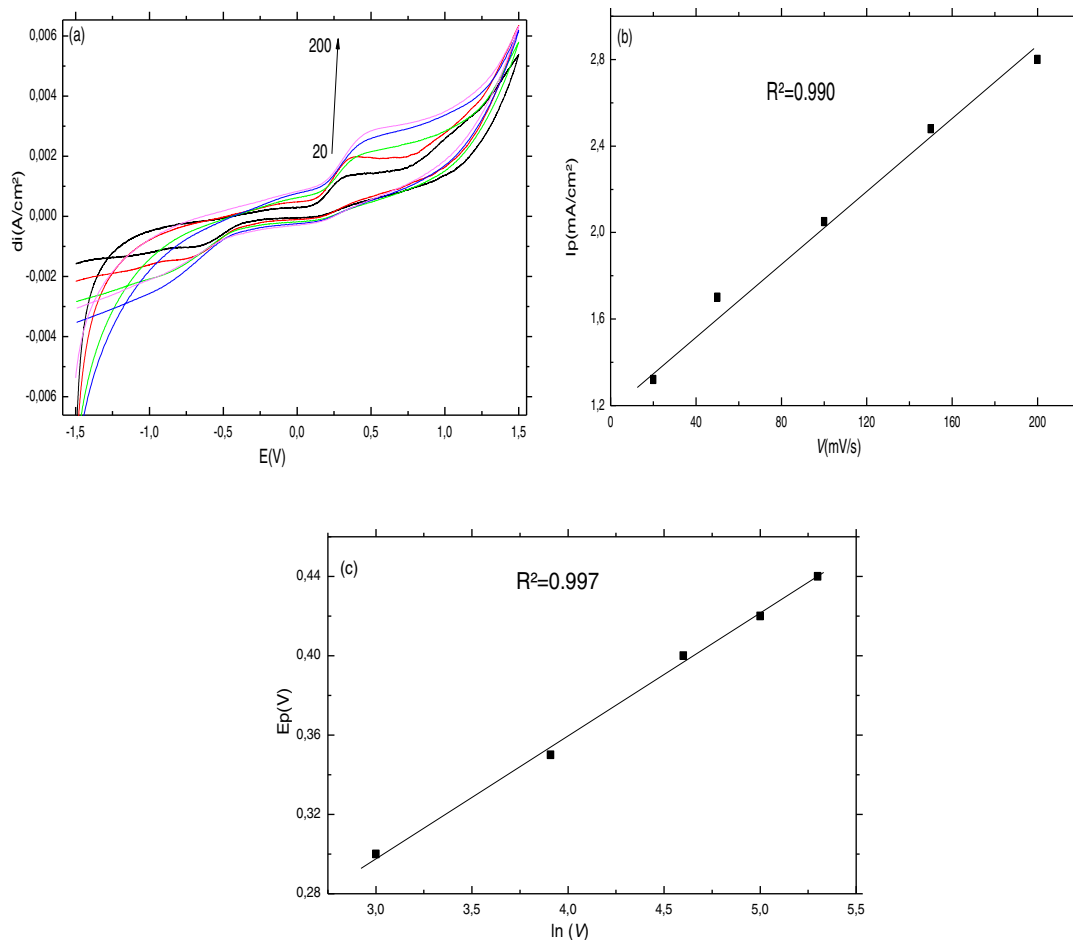 (a)
200
20
0,006
0,004
0,002
0,000
-0,002
-0,004
-0,006
di(A/cm²)
-1,5 -1,0 -0,5 0,0 0,5 1,0 1,5
E(V)
(b)
R²=0.990
2,8
2,4
2,0
1,6
1,2
Ip(mA/cm²)
0 40 80 120 160 200
V(mV/s)
(c)
R²=0.997
0,44
0,40
0,36
0,32
0,28
Ep(V)
3,0 3,5 4,0 4,5 5,0 5,5
ln (V)